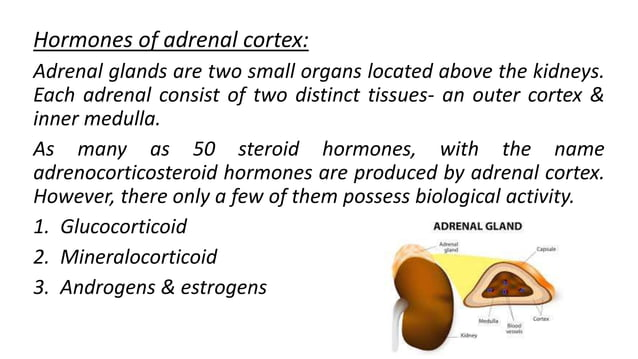 Hormones of adrenal cortex:
Adrenal glands are two small organs located above the kidneys.
Each adrenal consist of two distinct tissues- an outer cortex &
inner medulla.
As many as 50 steroid hormones, with the name
adrenocorticosteroid hormones are produced by adrenal cortex.
However, there only a few of them possess biological activity.
1. Glucocorticoid
2. Mineralocorticoid
3. Androgens & estrogens
ADRENAL GLAND
Adrenal
gland
Capsale
Medulla
Blood
vessels
Cortex
Kidney